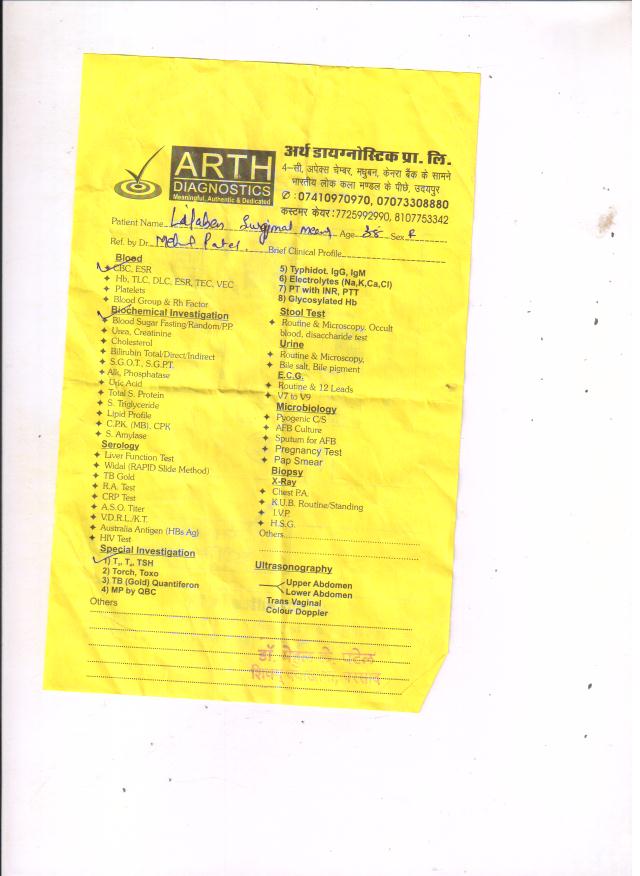 ARTH
DIAGNOSTICS
Meaningful, Authentic & Dedicated
अर्थ डायग्नोस्टिक प्रा. लि.
4-सी, अपेक्स चेम्बर, मधुबन, केनरा बैंक के सामने
भारतीय लोक कला मण्डल के पीछे, उदयपुर
✆ : 07410970970, 07073308880
कस्टमर केयर : 7725992990, 8107753342
Patient Name Lilaben Surajmal meena Age 38 Sex F
Ref. by Dr. Mehul Patel Brief Clinical Profile
Blood
CBC, ESR
Hb, TLC, DLC, ESR, TEC, VEC
Platelets
Blood Group & Rh Factor
Biochemical Investigation
Blood Sugar Fasting/Random/P.P.
Urea, Creatinine
Cholesterol
Bilirubin Total/Direct/Indirect
S.G.O.T., S.G.P.T.
Alk, Phosphatase
Uric Acid
Total S. Protein
S. Triglyceride
Lipid Profile
C.P.K. (MB), CPK
S. Amylase
Serology
Liver Function Test
Widal (RAPID Slide Method)
TB Gold
R.A. Test
CRP Test
A.S.O. Titer
V.D.R.L./K.T.
Australia Antigen (HBs Ag)
HIV Test
Special Investigation
1) T₃, T₄, TSH
2) Torch, Toxo
3) TB (Gold) Quantiferon
4) MP by QBC
5) Typhidot, IgG, IgM
6) Electrolytes (Na,K,Ca,Cl)
7) PT with INR, PTT
8) Glycosylated Hb
Stool Test
Routine & Microscopy, Occult
blood, disaccharide test
Urine
Routine & Microscopy,
Bile salt, Bile pigment
E.C.G.
Routine & 12 Leads
V7 to V9
Microbiology
Pyogenic C/S
AFB Culture
Sputum for AFB
Pregnancy Test
Pap Smear
Biopsy
X-Ray
Chest P.A.
K.U.B. Routine/Standing
I.V.P.
H.S.G.
Others
Ultrasonography
Upper Abdomen
Lower Abdomen
Trans Vaginal
Colour Doppler
Others
डॉ. मेहुल के. पटेल